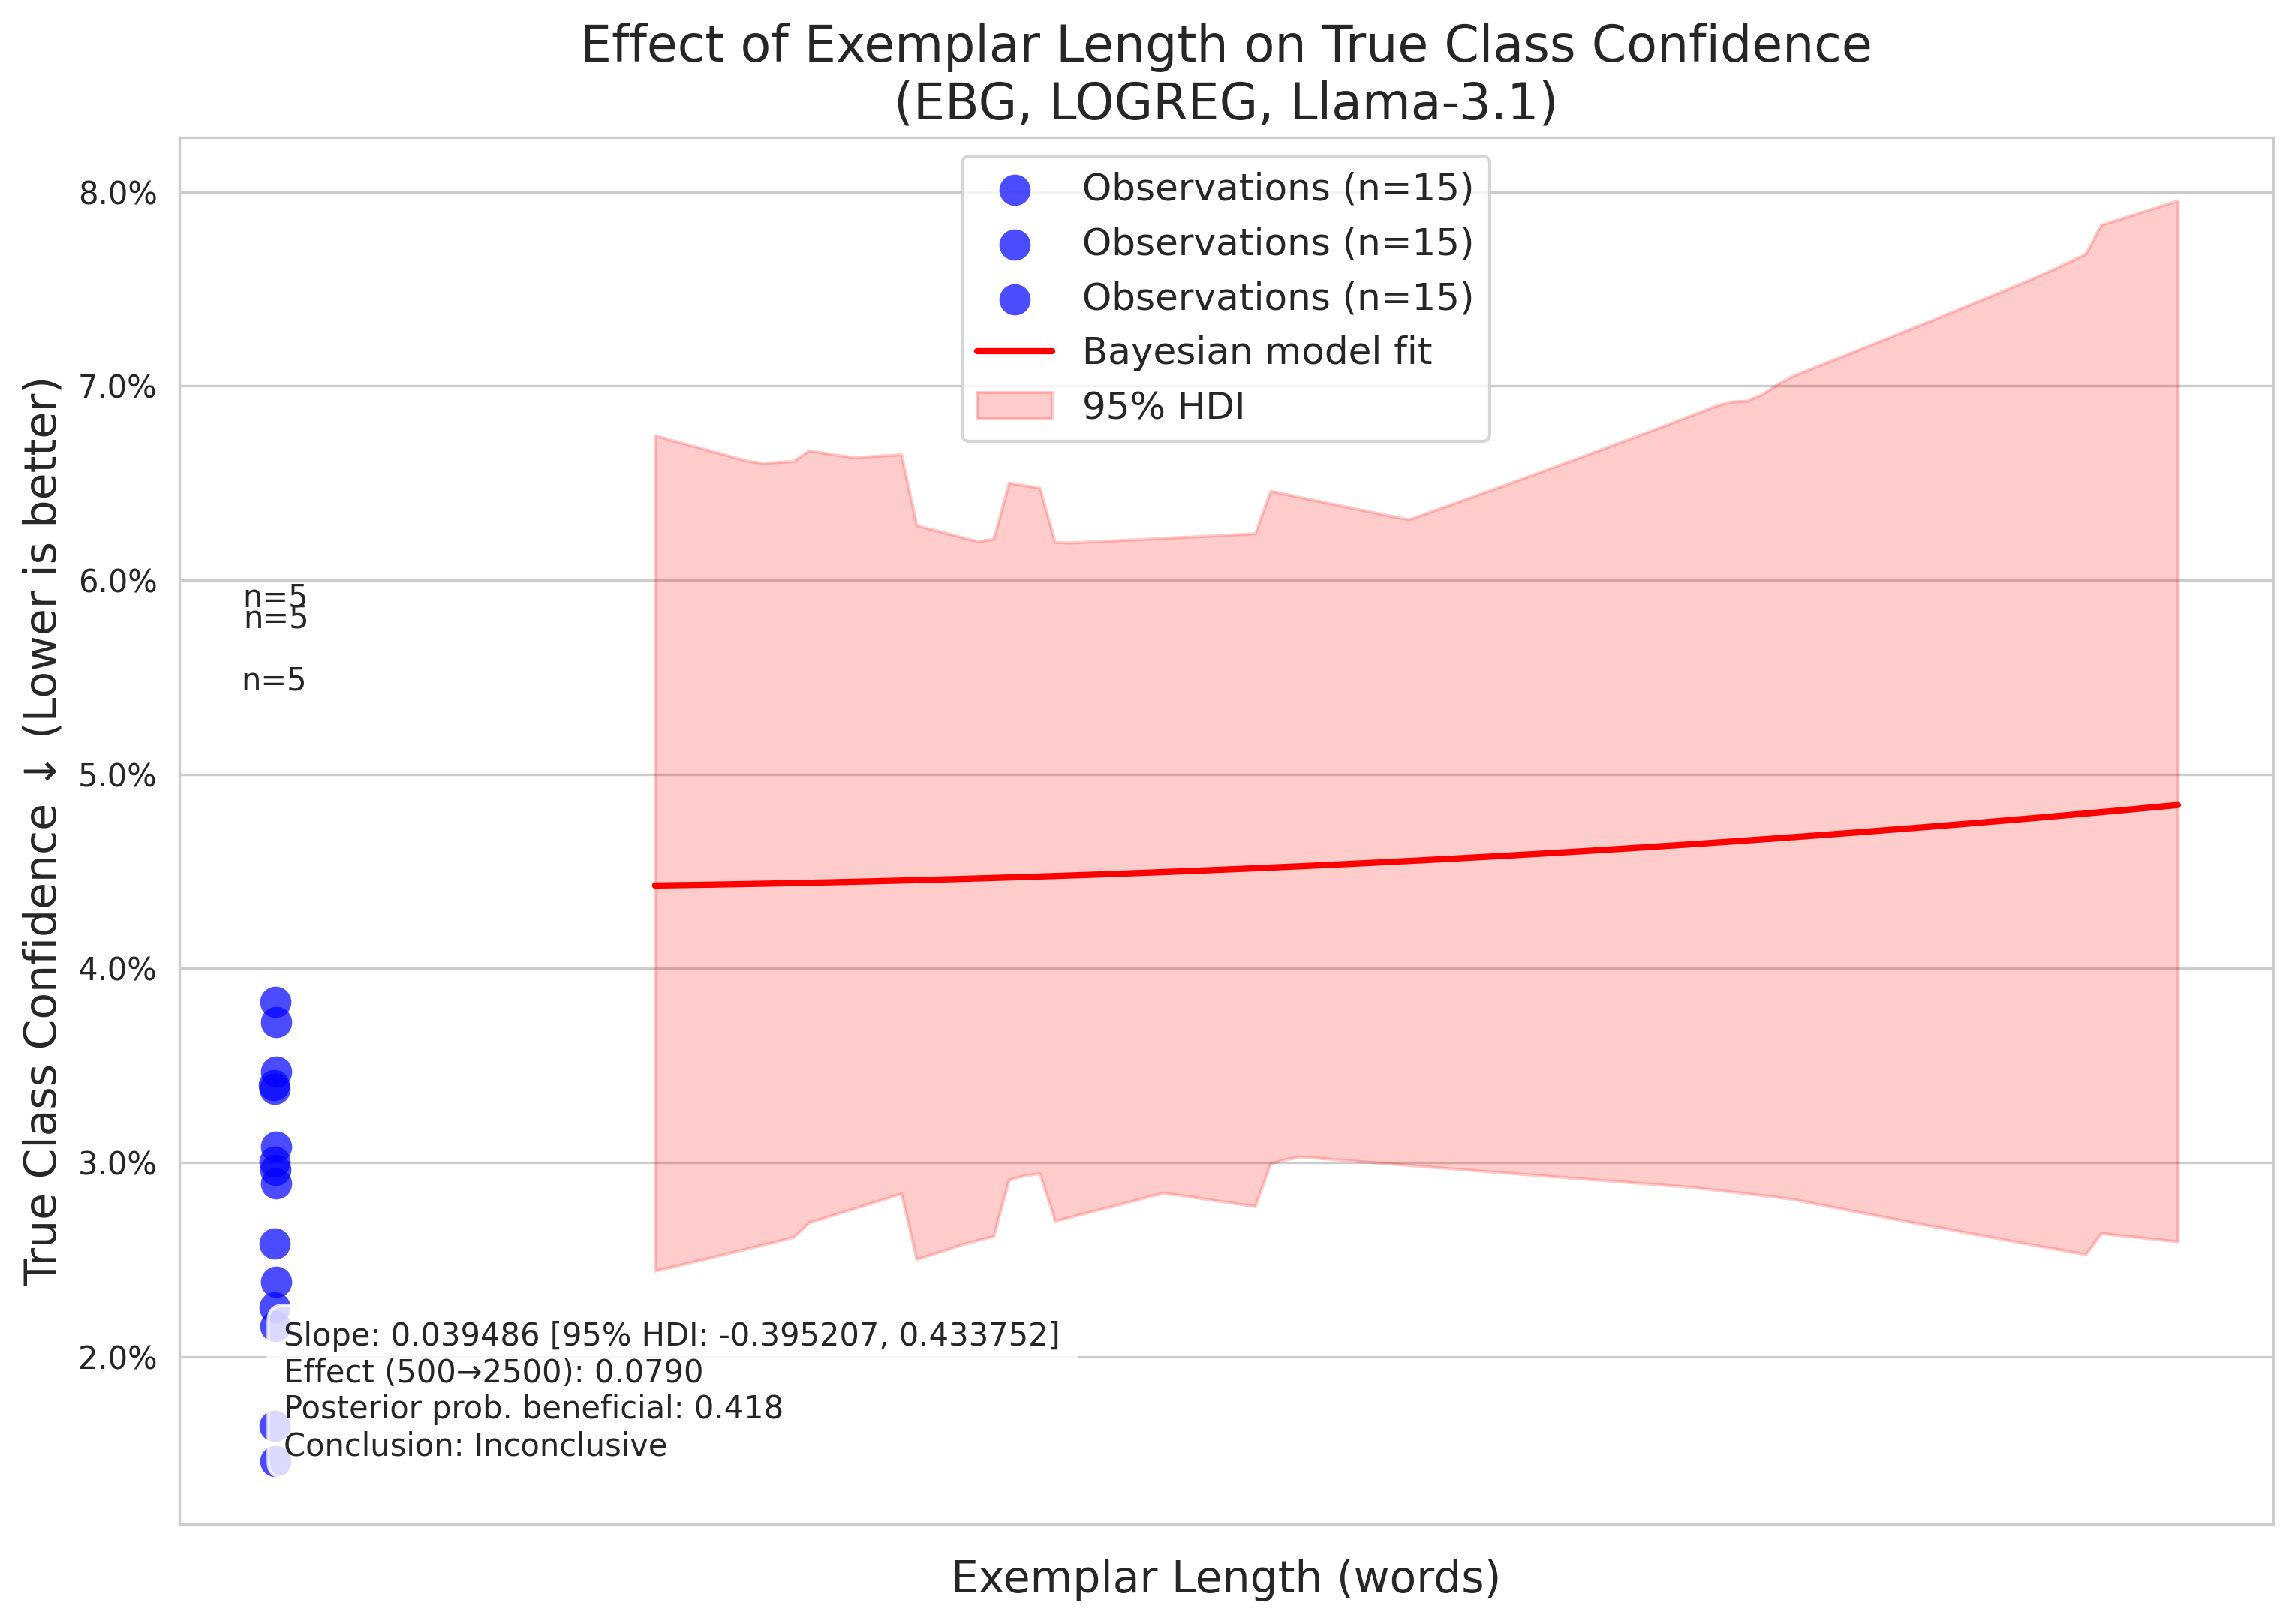 Effect of Exemplar Length on True Class Confidence
(EBG, LOGREG, Llama-3.1)
Observations (n=15)
Observations (n=15)
Observations (n=15)
Bayesian model fit
95% HDI
True Class Confidence ↓ (Lower is better)
8.0%
7.0%
6.0%
5.0%
4.0%
3.0%
2.0%
n=5
n=5
n=5
Slope: 0.039486 [95% HDI: -0.395207, 0.433752]
Effect (500→2500): 0.0790
Posterior prob. beneficial: 0.418
Conclusion: Inconclusive
Exemplar Length (words)